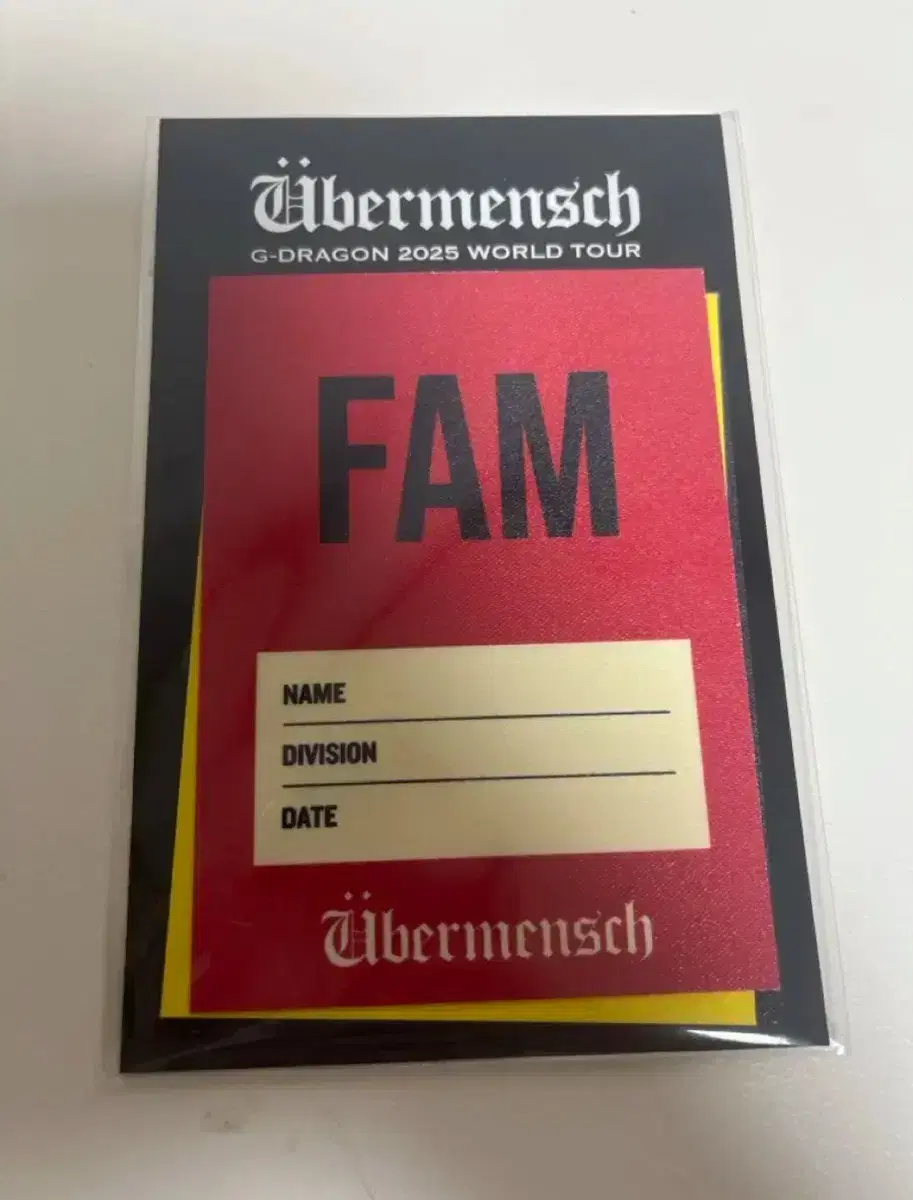 Übermensch
G-DRAGON 2025 WORLD TOUR
FAM
NAME
DIVISION
DATE
Übermensch